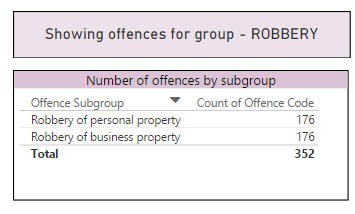 Showing offences for group - ROBBERY
Number of offences by subgroup
Offence Subgroup Count of Offence Code
Robbery of personal property 176
Robbery of business property 176
Total 352